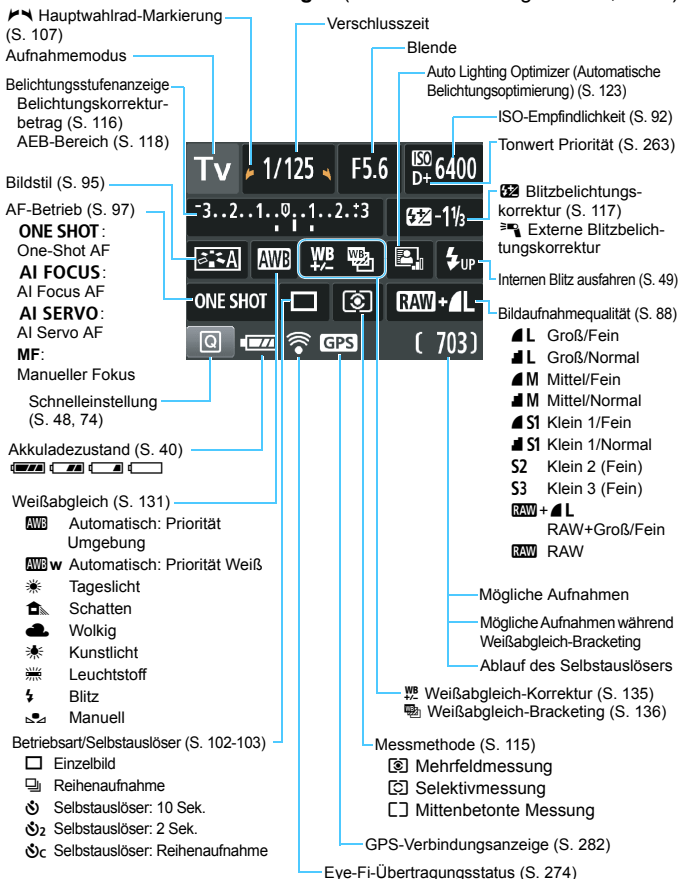 Hauptwahlrad-Markierung
(S. 107)
Aufnahmemodus
Verschlusszeit
Blende
Auto Lighting Optimizer (Automatische
Belichtungsoptimierung) (S. 123)
ISO-Empfindlichkeit (S. 92)
Tonwert Priorität (S. 263)
Belichtungsstufenanzeige
Belichtungskorrektur-
betrag (S. 116)
AEB-Bereich (S. 118)
Bildstil (S. 95)
AF-Betrieb (S. 97)
ONE SHOT:
One-Shot AF
AI FOCUS:
AI Focus AF
AI SERVO:
AI Servo AF
MF:
Manueller Fokus
Schnelleinstellung
(S. 48, 74)
Akkuladezustand (S. 40)
Tv 1/125 F5.6 ISO D+ 6400
-3..2..1..0..1..2.+3 -1⅓
A AWB WB +/- WB UP
ONE SHOT RAW+L
Q GPS ( 703)
Blitzbelichtungs-
korrektur (S. 117)
Externe Blitzbelich-
tungskorrektur
Internen Blitz ausfahren (S. 49)
Bildaufnahmequalität (S. 88)
L Groß/Fein
L Groß/Normal
M Mittel/Fein
M Mittel/Normal
S1 Klein 1/Fein
S1 Klein 1/Normal
S2 Klein 2 (Fein)
S3 Klein 3 (Fein)
RAW+L
RAW+Groß/Fein
RAW RAW
Weißabgleich (S. 131)
AWB Automatisch: Priorität
Umgebung
AWB w Automatisch: Priorität Weiß
Tageslicht
Schatten
Wolkig
Kunstlicht
Leuchtstoff
Blitz
Manuell
Mögliche Aufnahmen
Mögliche Aufnahmen während
Weißabgleich-Bracketing
Ablauf des Selbstauslösers
WB +/- Weißabgleich-Korrektur (S. 135)
WB Weißabgleich-Bracketing (S. 136)
Betriebsart/Selbstauslöser (S. 102-103)
Einzelbild
Reihenaufnahme
Selbstauslöser: 10 Sek.
2 Selbstauslöser: 2 Sek.
c Selbstauslöser: Reihenaufnahme
Messmethode (S. 115)
Mehrfeldmessung
Selektivmessung
Mittenbetonte Messung
GPS-Verbindungsanzeige (S. 282)
Eye-Fi-Übertragungsstatus (S. 274)